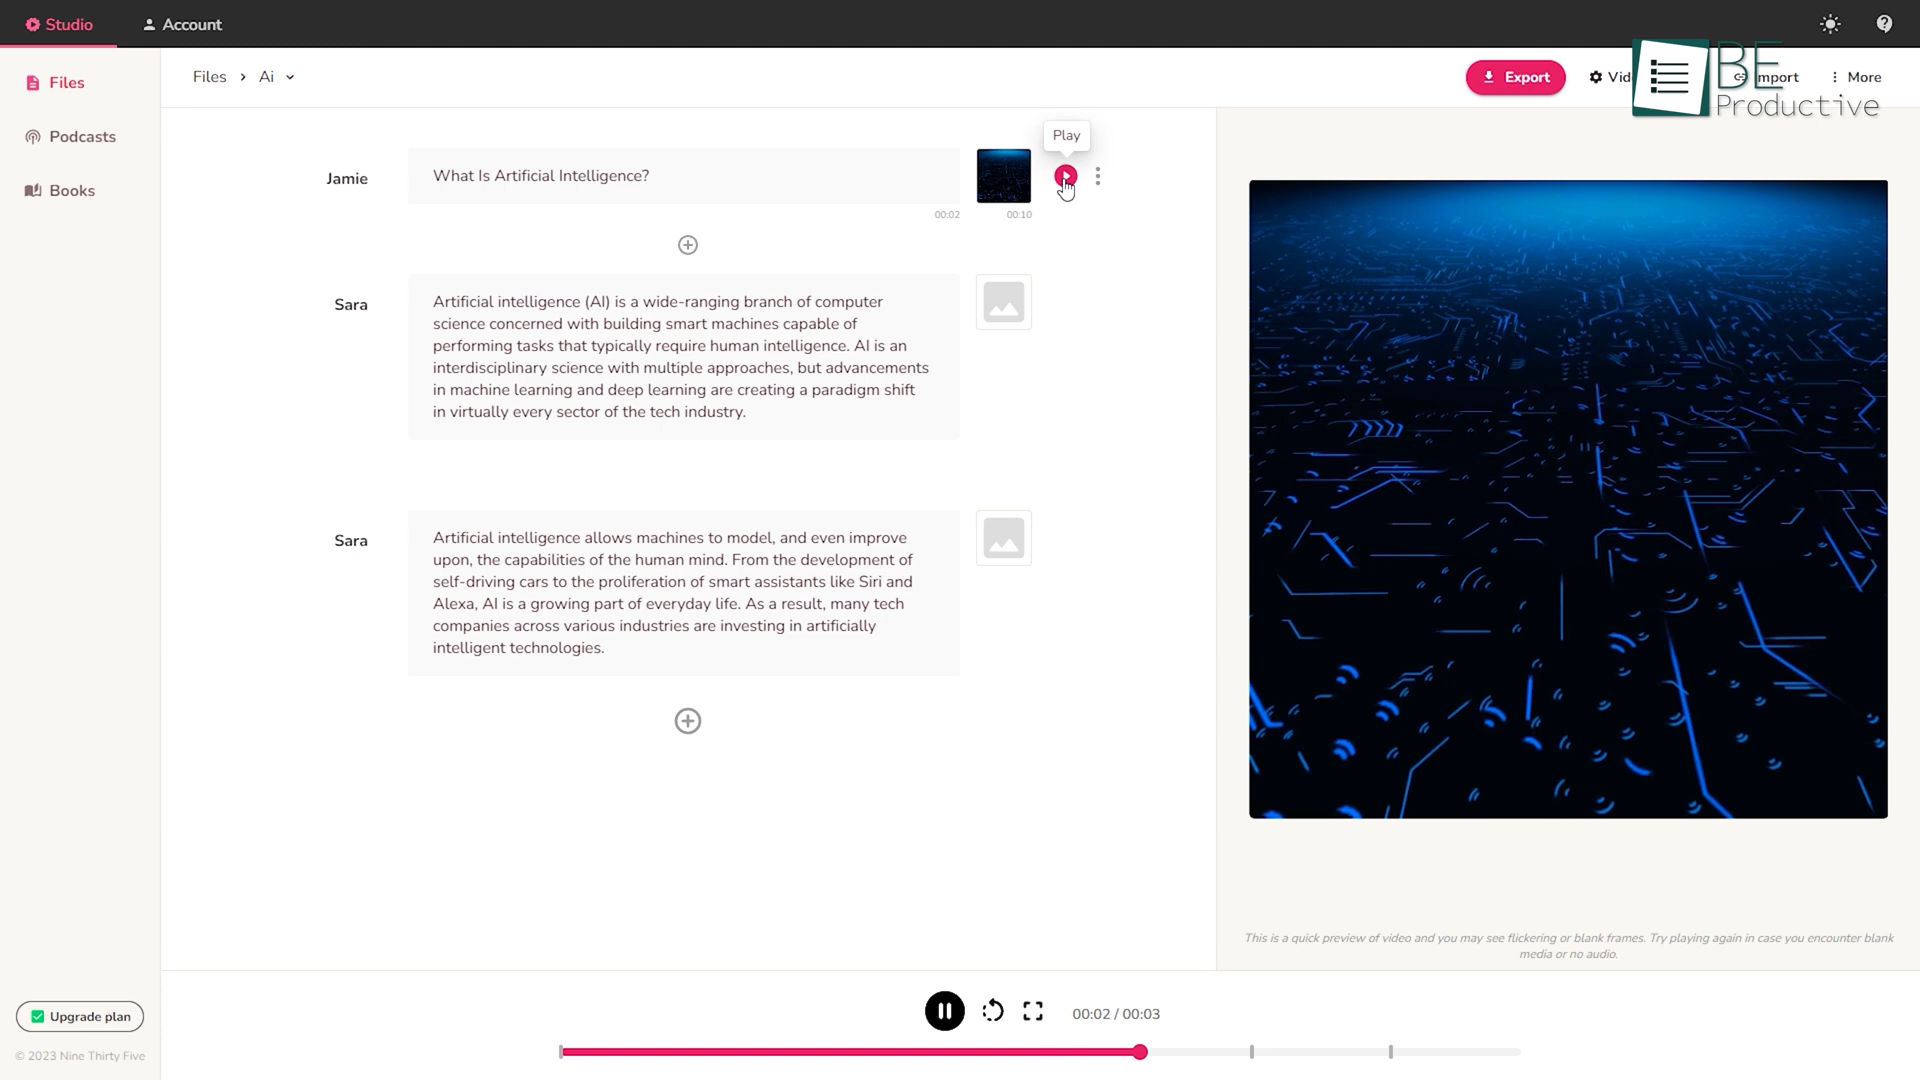 Studio
Account
Files
Podcasts
Books
Files > Ai
Export
Vid
mport
More
BE
Productive
Play
Jamie
What Is Artificial Intelligence?
00:02
00:10
Sara
Artificial intelligence (AI) is a wide-ranging branch of computer
science concerned with building smart machines capable of
performing tasks that typically require human intelligence. AI is an
interdisciplinary science with multiple approaches, but advancements
in machine learning and deep learning are creating a paradigm shift
in virtually every sector of the tech industry.
Sara
Artificial intelligence allows machines to model, and even improve
upon, the capabilities of the human mind. From the development of
self-driving cars to the proliferation of smart assistants like Siri and
Alexa, AI is a growing part of everyday life. As a result, many tech
companies across various industries are investing in artificially
intelligent technologies.
This is a quick preview of video and you may see flickering or blank frames. Try playing again in case you encounter blank
media or no audio.
Upgrade plan
© 2023 Nine Thirty Five
00:02 / 00:03